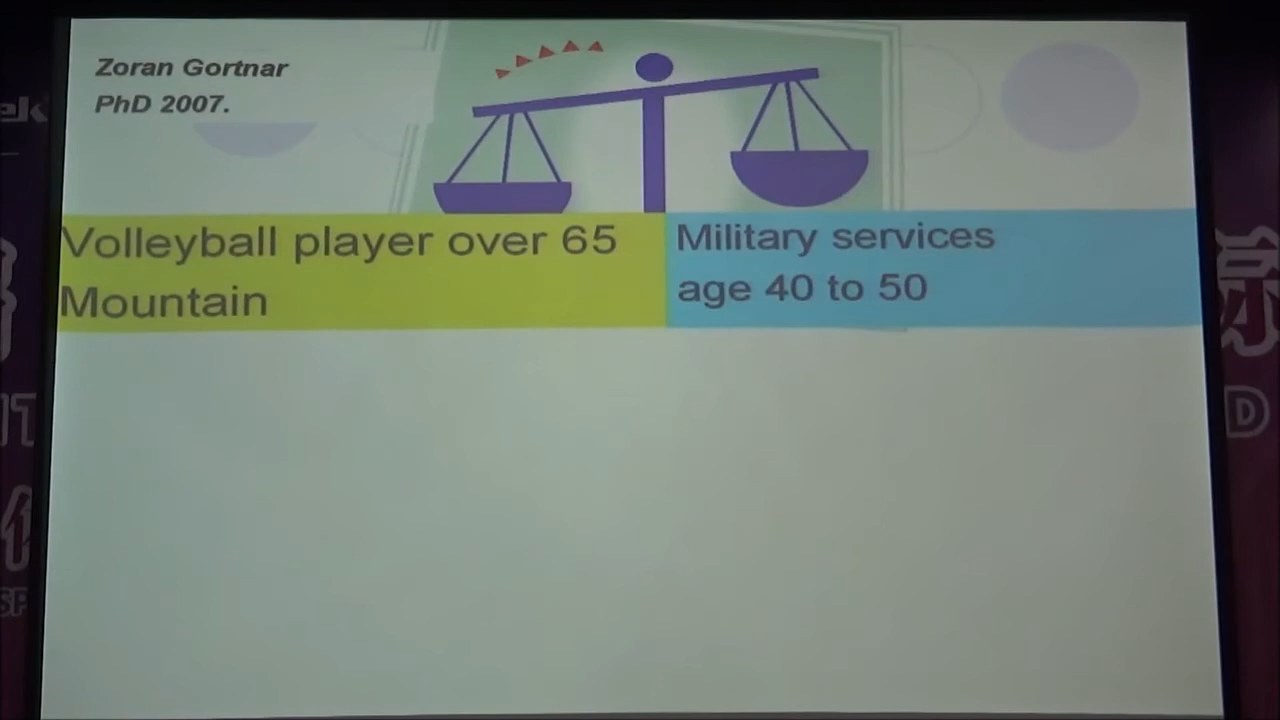 Zoran Gortnar
PhD 2007.
Volleyball player over 65
Mountain
Military services
age 40 to 50